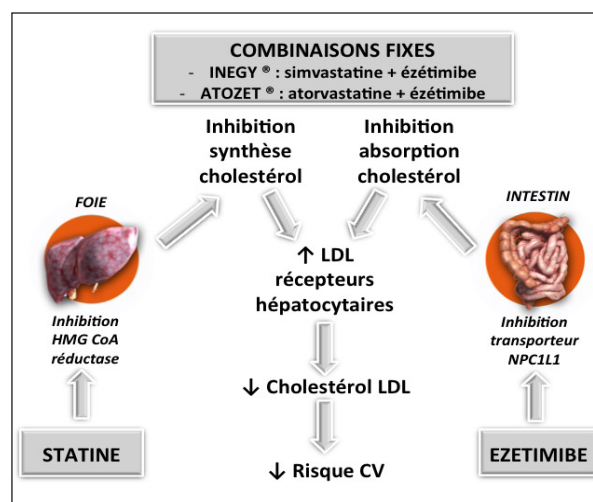 COMBINAISONS FIXES
- INEGY ® : simvastatine + ézétimibe
- ATOZET ® : atorvastatine + ézétimibe
Inhibition
synthèse
cholestérol
Inhibition
absorption
cholestérol
FOIE
INTESTIN
↑ LDL
récepteurs
hépatocytaires
Inhibition
HMG CoA
réductase
Inhibition
transporteur
NPC1L1
↓ Cholestérol LDL
STATINE
EZETIMIBE
↓ Risque CV